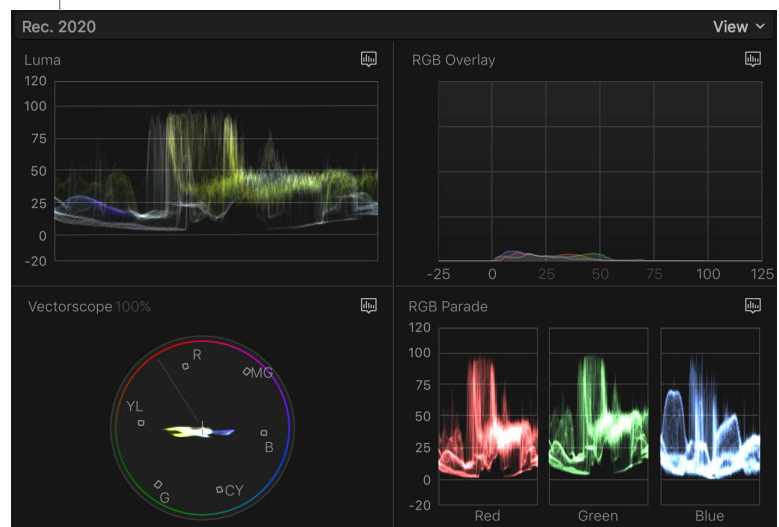 Rec. 2020
View
Luma
120
100
75
50
25
0
-20
RGB Overlay
-25 0 25 50 75 100 125
Vectorscope 100%
R
MG
YL
B
G
CY
RGB Parade
120
100
75
50
25
0
-20
Red Green Blue